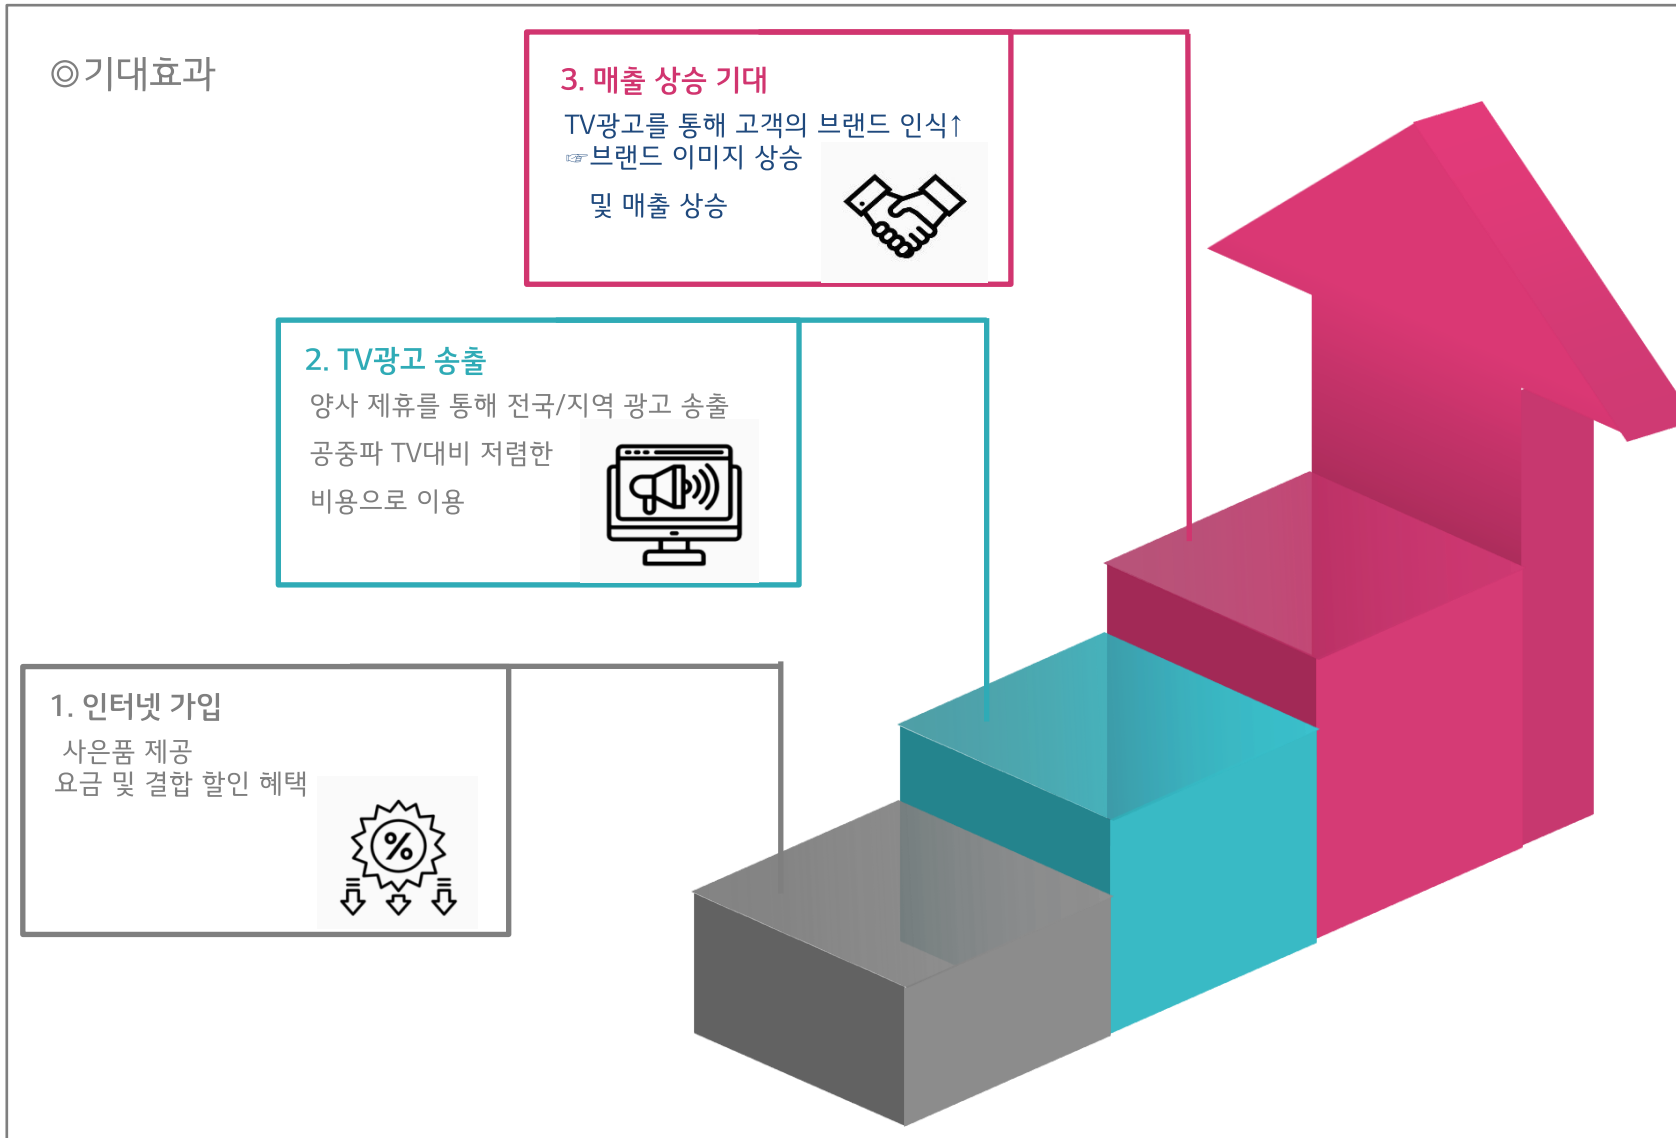 ◎기대효과
3. 매출 상승 기대
TV광고를 통해 고객의 브랜드 인식↑
☞브랜드 이미지 상승
및 매출 상승
2. TV광고 송출
양사 제휴를 통해 전국/지역 광고 송출
공중파 TV대비 저렴한
비용으로 이용
1. 인터넷 가입
사은품 제공
요금 및 결합 할인 혜택
%